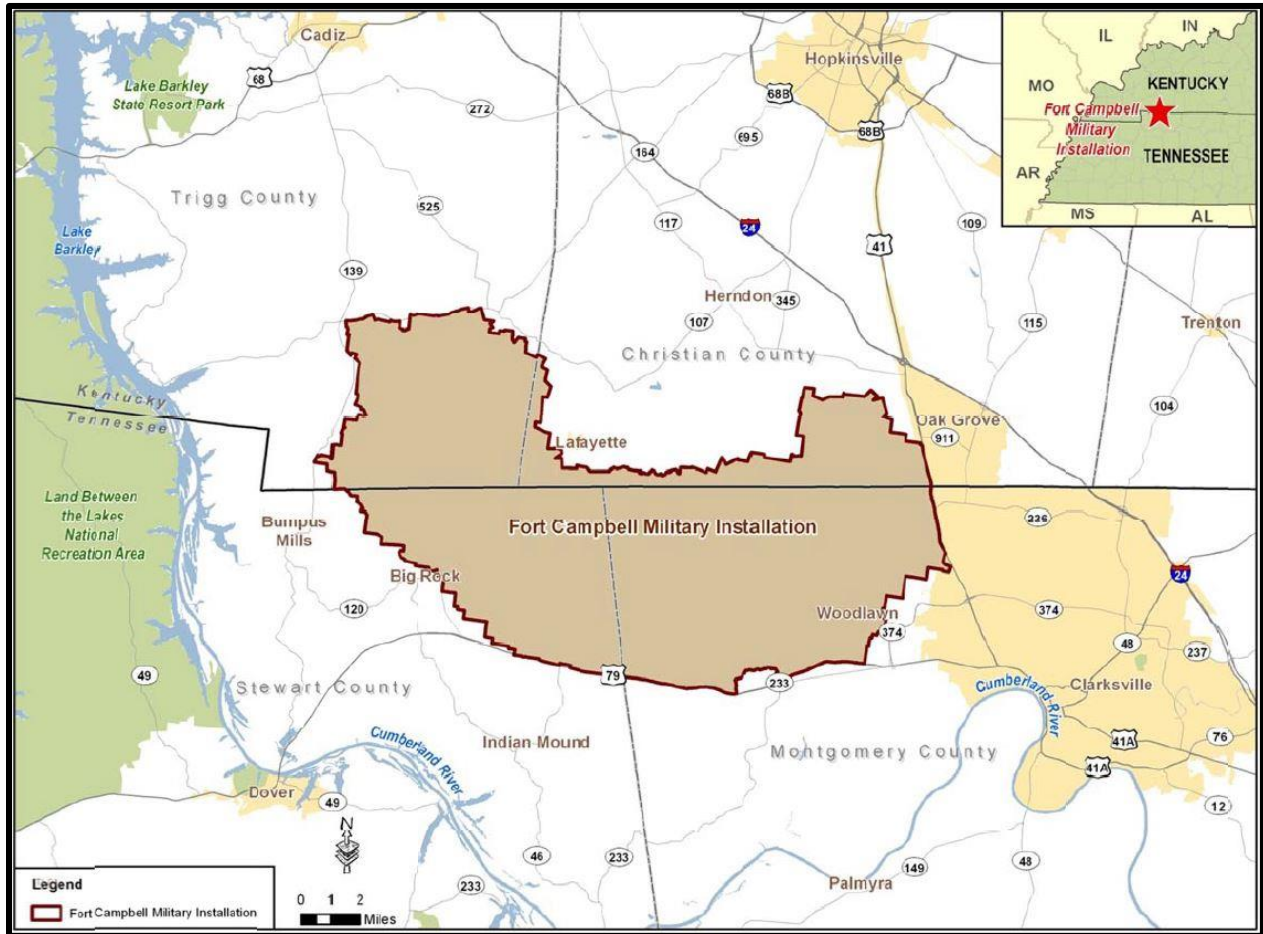 Cadiz
Hopkinsville
IL
IN
MO
KENTUCKY
Fort Campbell
Military
Installation
TENNESSEE
AR
MS
AL
68
Lake Barkley
State Resort Park
272
68B
68B
695
164
Trigg County
525
117
24
41
109
Lake
Barkley
139
Herndon
345
107
115
Trenton
Christian County
Kentucky
Tennessee
104
Oak Grove
911
Lafayette
Land Between
the Lakes
National
Recreation Area
Bumpus
Mills
Fort Campbell Military Installation
236
24
Big Rock
120
Woodlawn
374
374
48
237
49
Stewart County
79
233
Clarksville
Cumberland River
Cumberland River
Indian Mound
Montgomery County
41A
76
41A
Dover
49
12
N
46
233
149
48
Palmyra
233
Legend
Fort Campbell Military Installation
0 1 2
Miles